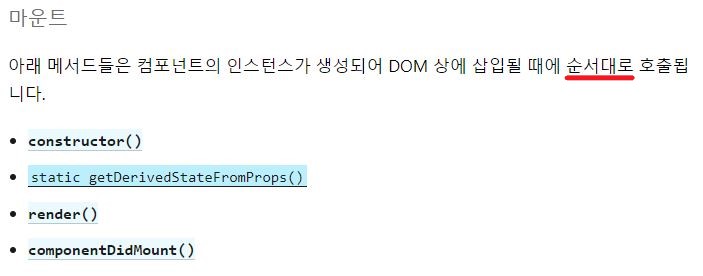 마운트
아래 메서드들은 컴포넌트의 인스턴스가 생성되어 DOM 상에 삽입될 때에 순서대로 호출됩
니다.
• constructor()
• static getDerivedStateFromProps()
• render()
• componentDidMount()